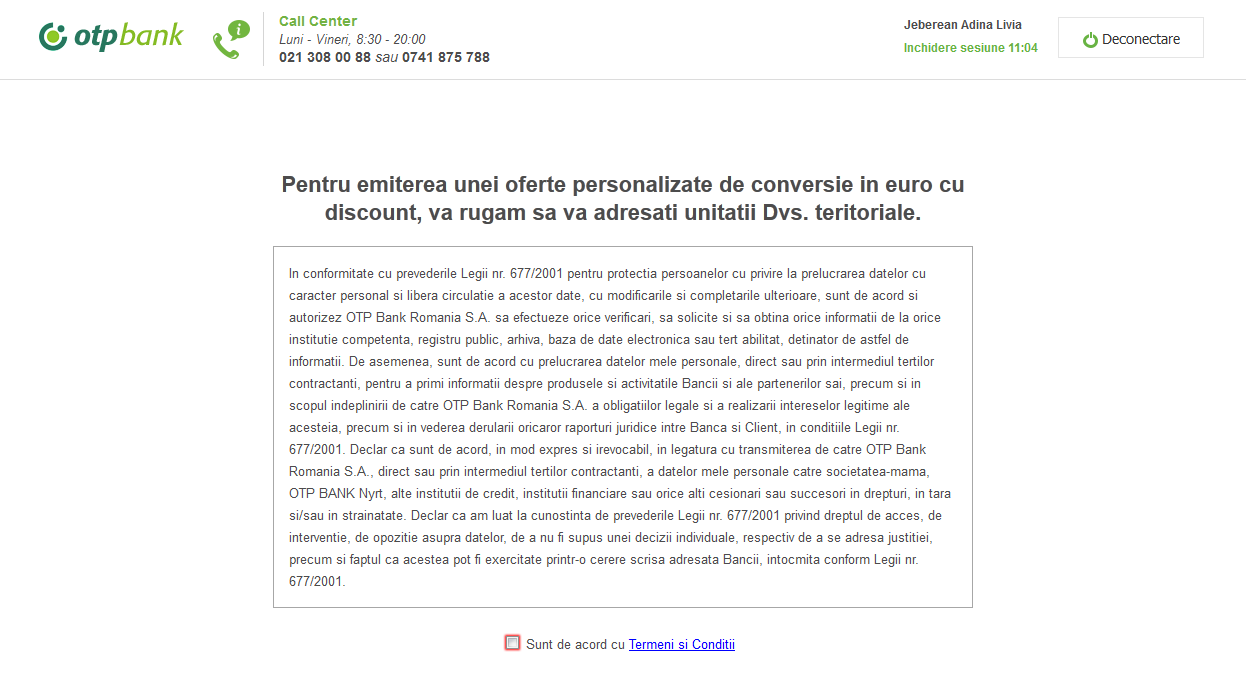 otpbank
i
Call Center
Luni - Vineri, 8:30 - 20:00
021 308 00 88 sau 0741 875 788
Jeberean Adina Livia
Inchidere sesiune 11:04
Deconectare
Pentru emiterea unei oferte personalizate de conversie in euro cu
discount, va rugam sa va adresati unitatii Dvs. teritoriale.
In conformitate cu prevederile Legii nr. 677/2001 pentru protectia persoanelor cu privire la prelucrarea datelor cu
caracter personal si libera circulatie a acestor date, cu modificarile si completarile ulterioare, sunt de acord si
autorizez OTP Bank Romania S.A. sa efectueze orice verificari, sa solicite si sa obtina orice informatii de la orice
institutie competenta, registru public, arhiva, baza de date electronica sau tert abilitat, detinator de astfel de
informatii. De asemenea, sunt de acord cu prelucrarea datelor mele personale, direct sau prin intermediul tertilor
contractanti, pentru a primi informatii despre produsele si activitatile Bancii si ale partenerilor sai, precum si in
scopul indeplinirii de catre OTP Bank Romania S.A. a obligatiilor legale si a realizarii intereselor legitime ale
acesteia, precum si in vederea derularii oricaror raporturi juridice intre Banca si Client, in conditiile Legii nr.
677/2001. Declar ca sunt de acord, in mod expres si irevocabil, in legatura cu transmiterea de catre OTP Bank
Romania S.A., direct sau prin intermediul tertilor contractanti, a datelor mele personale catre societatea-mama,
OTP BANK Nyrt, alte institutii de credit, institutii financiare sau orice alti cesionari sau succesori in drepturi, in tara
si/sau in strainatate. Declar ca am luat la cunostinta de prevederile Legii nr. 677/2001 privind dreptul de acces, de
interventie, de opozitie asupra datelor, de a nu fi supus unei decizii individuale, respectiv de a se adresa justitiei,
precum si faptul ca acestea pot fi exercitate printr-o cerere scrisa adresata Bancii, intocmita conform Legii nr.
677/2001.
Sunt de acord cu Termeni si Conditii